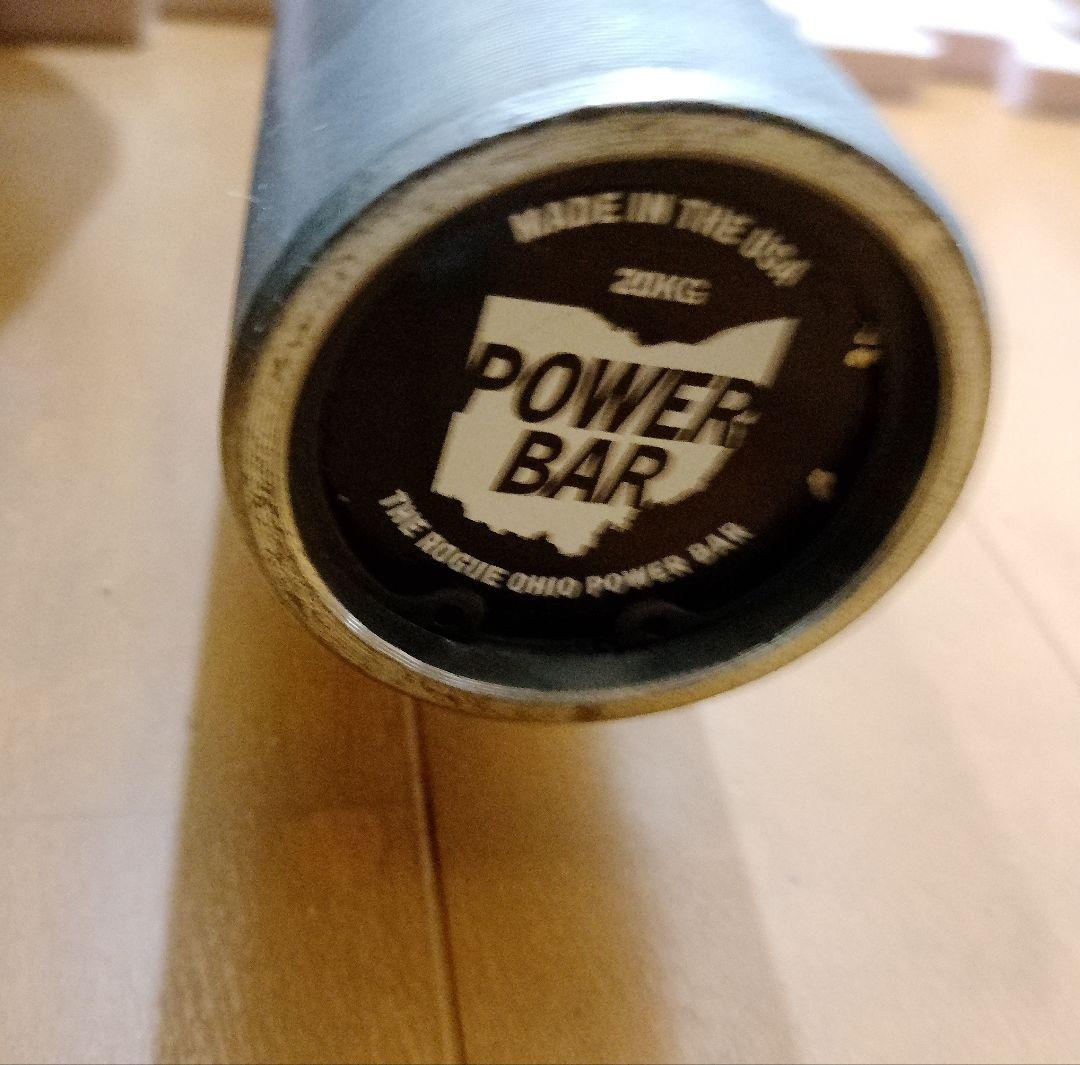 MADE IN THE USA
20KG
POWER
BAR
THE ROGUE OHIO POWER BAR